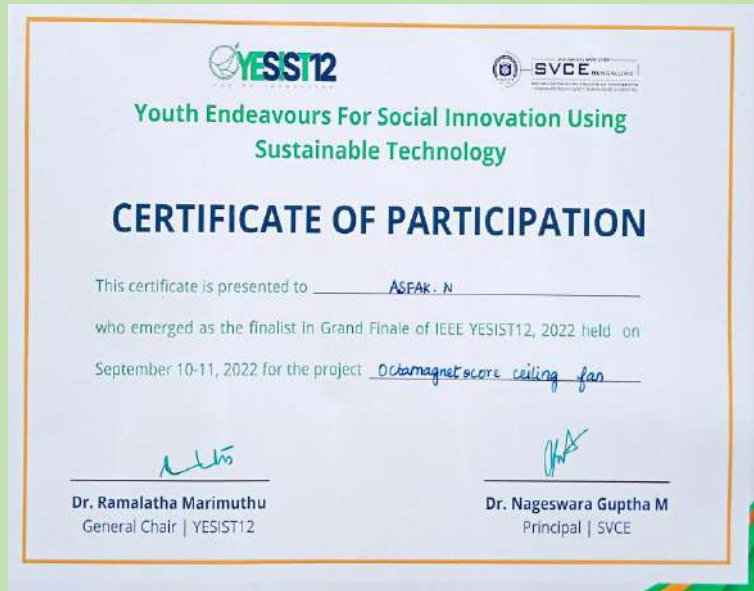 YESIST12
SVCE BENGALURU
Youth Endeavours For Social Innovation Using
Sustainable Technology
CERTIFICATE OF PARTICIPATION
This certificate is presented to ASFAK. N
who emerged as the finalist in Grand Finale of IEEE YESIST12, 2022 held on
September 10-11, 2022 for the project Octamagnetscore ceiling fan
Dr. Ramalatha Marimuthu
General Chair | YESIST12
Dr. Nageswara Guptha M
Principal | SVCE